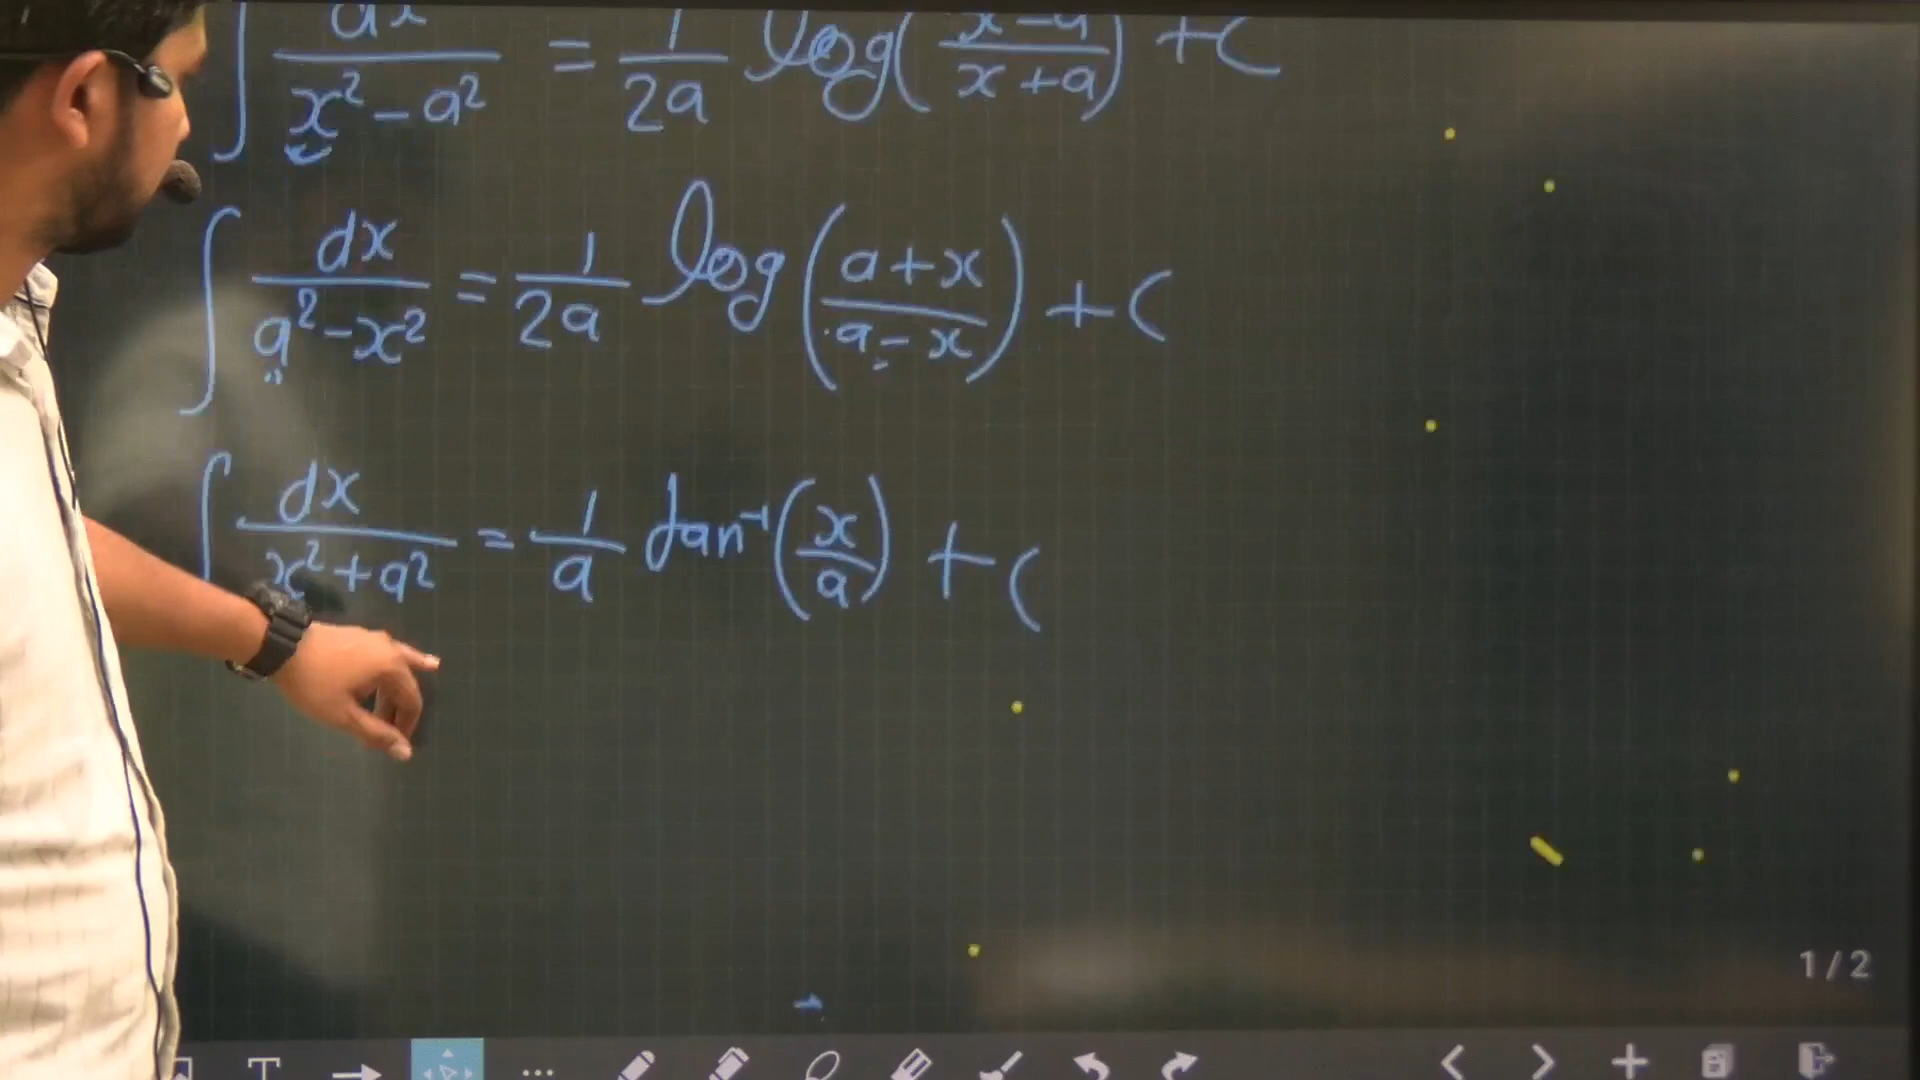 ∫ dx/(x² - a²) = 1/(2a) log((x-a)/(x+a)) + C
∫ dx/(a² - x²) = 1/(2a) log((a+x)/(a-x)) + C
∫ dx/(x² + a²) = 1/a tan⁻¹(x/a) + C
1/2
T